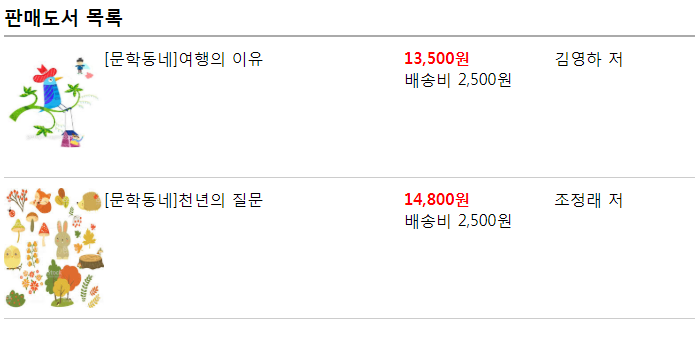 판매도서 목록
[문학동네]여행의 이유
13,500원
배송비 2,500원
김영하 저
[문학동네]천년의 질문
14,800원
배송비 2,500원
조정래 저